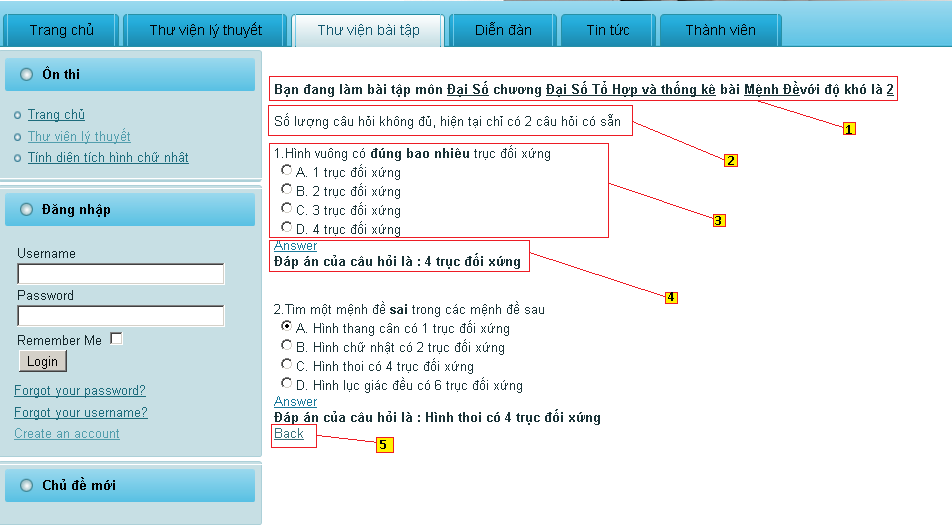 Trang chủ
Thư viện lý thuyết
Thư viện bài tập
Diễn đàn
Tin tức
Thành viên
Ôn thi
Trang chủ
Thư viên lý thuyết
Tính diên tích hình chữ nhât
Đăng nhập
Username
Password
Remember Me
Login
Forgot your password?
Forgot your username?
Create an account
Chủ đề mới
Bạn đang làm bài tập môn Đại Số chương Đại Số Tổ Hợp và thống kê bài Mệnh Đềvới độ khó là 2
1
Số lượng câu hỏi không đủ, hiện tại chỉ có 2 câu hỏi có sẵn
2
1.Hình vuông có đúng bao nhiêu trục đối xứng
A. 1 trục đối xứng
B. 2 trục đối xứng
C. 3 trục đối xứng
D. 4 trục đối xứng
3
Answer
Đáp án của câu hỏi là : 4 trục đối xứng
4
2.Tìm một mệnh đề sai trong các mệnh đề sau
A. Hình thang cân có 1 trục đối xứng
B. Hình chữ nhật có 2 trục đối xứng
C. Hình thoi có 4 trục đối xứng
D. Hình lục giác đều có 6 trục đối xứng
Answer
Đáp án của câu hỏi là : Hình thoi có 4 trục đối xứng
Back
5